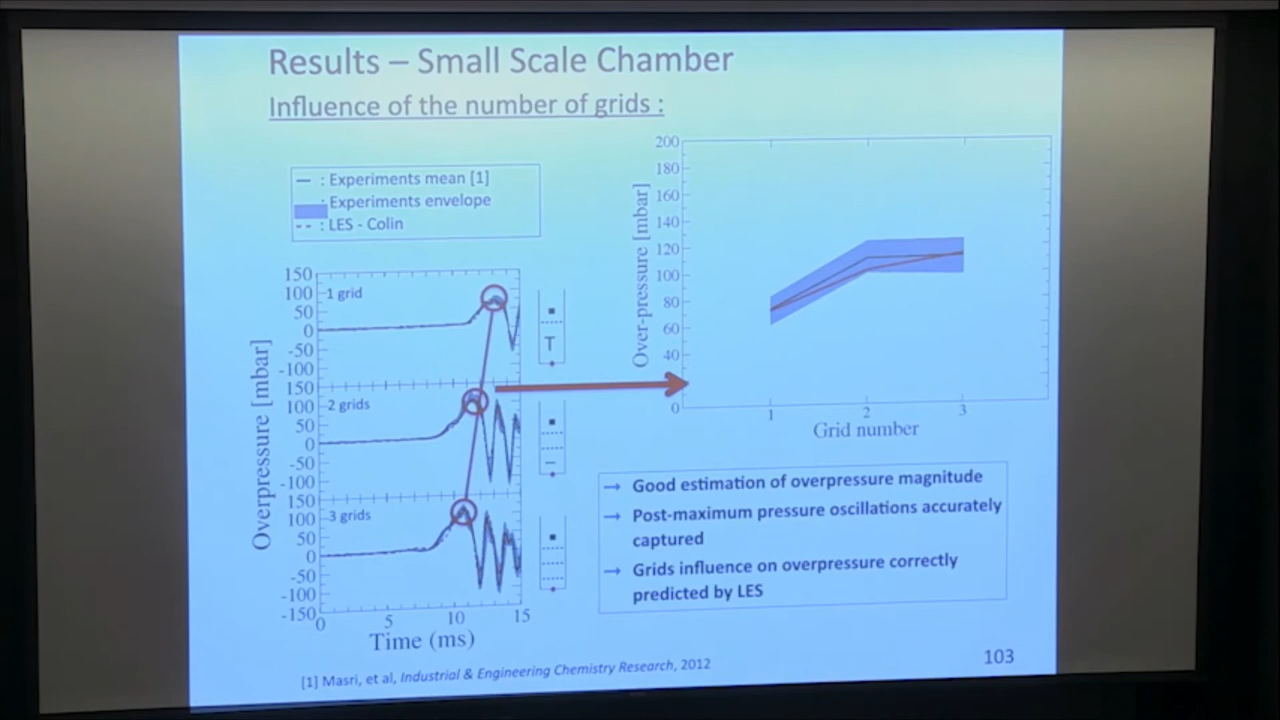 Results – Small Scale Chamber
Influence of the number of grids :
— : Experiments mean [1]
: Experiments envelope
-- : LES - Colin
Overpressure [mbar]
150
100
50
0
-50
-100
1 grid
150
100
50
0
-50
-100
2 grids
150
100
50
0
-50
-100
-150
3 grids
0 5 10 15
Time (ms)
T
Over-pressure [mbar]
200
180
160
140
120
100
80
60
40
0
1 2 3
Grid number
→ Good estimation of overpressure magnitude
→ Post-maximum pressure oscillations accurately
captured
→ Grids influence on overpressure correctly
predicted by LES
[1] Masri, et al, Industrial & Engineering Chemistry Research, 2012
103